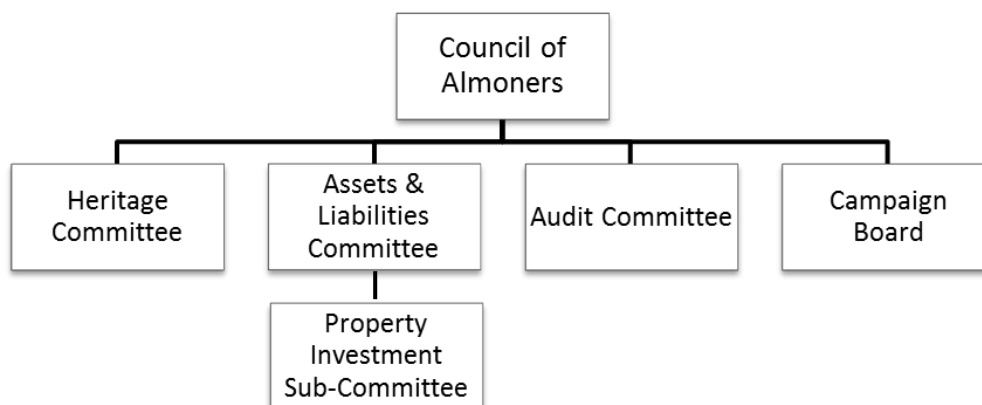 Council of
Almoners
Heritage
Committee
Assets &
Liabilities
Committee
Audit Committee
Campaign
Board
Property
Investment
Sub-Committee